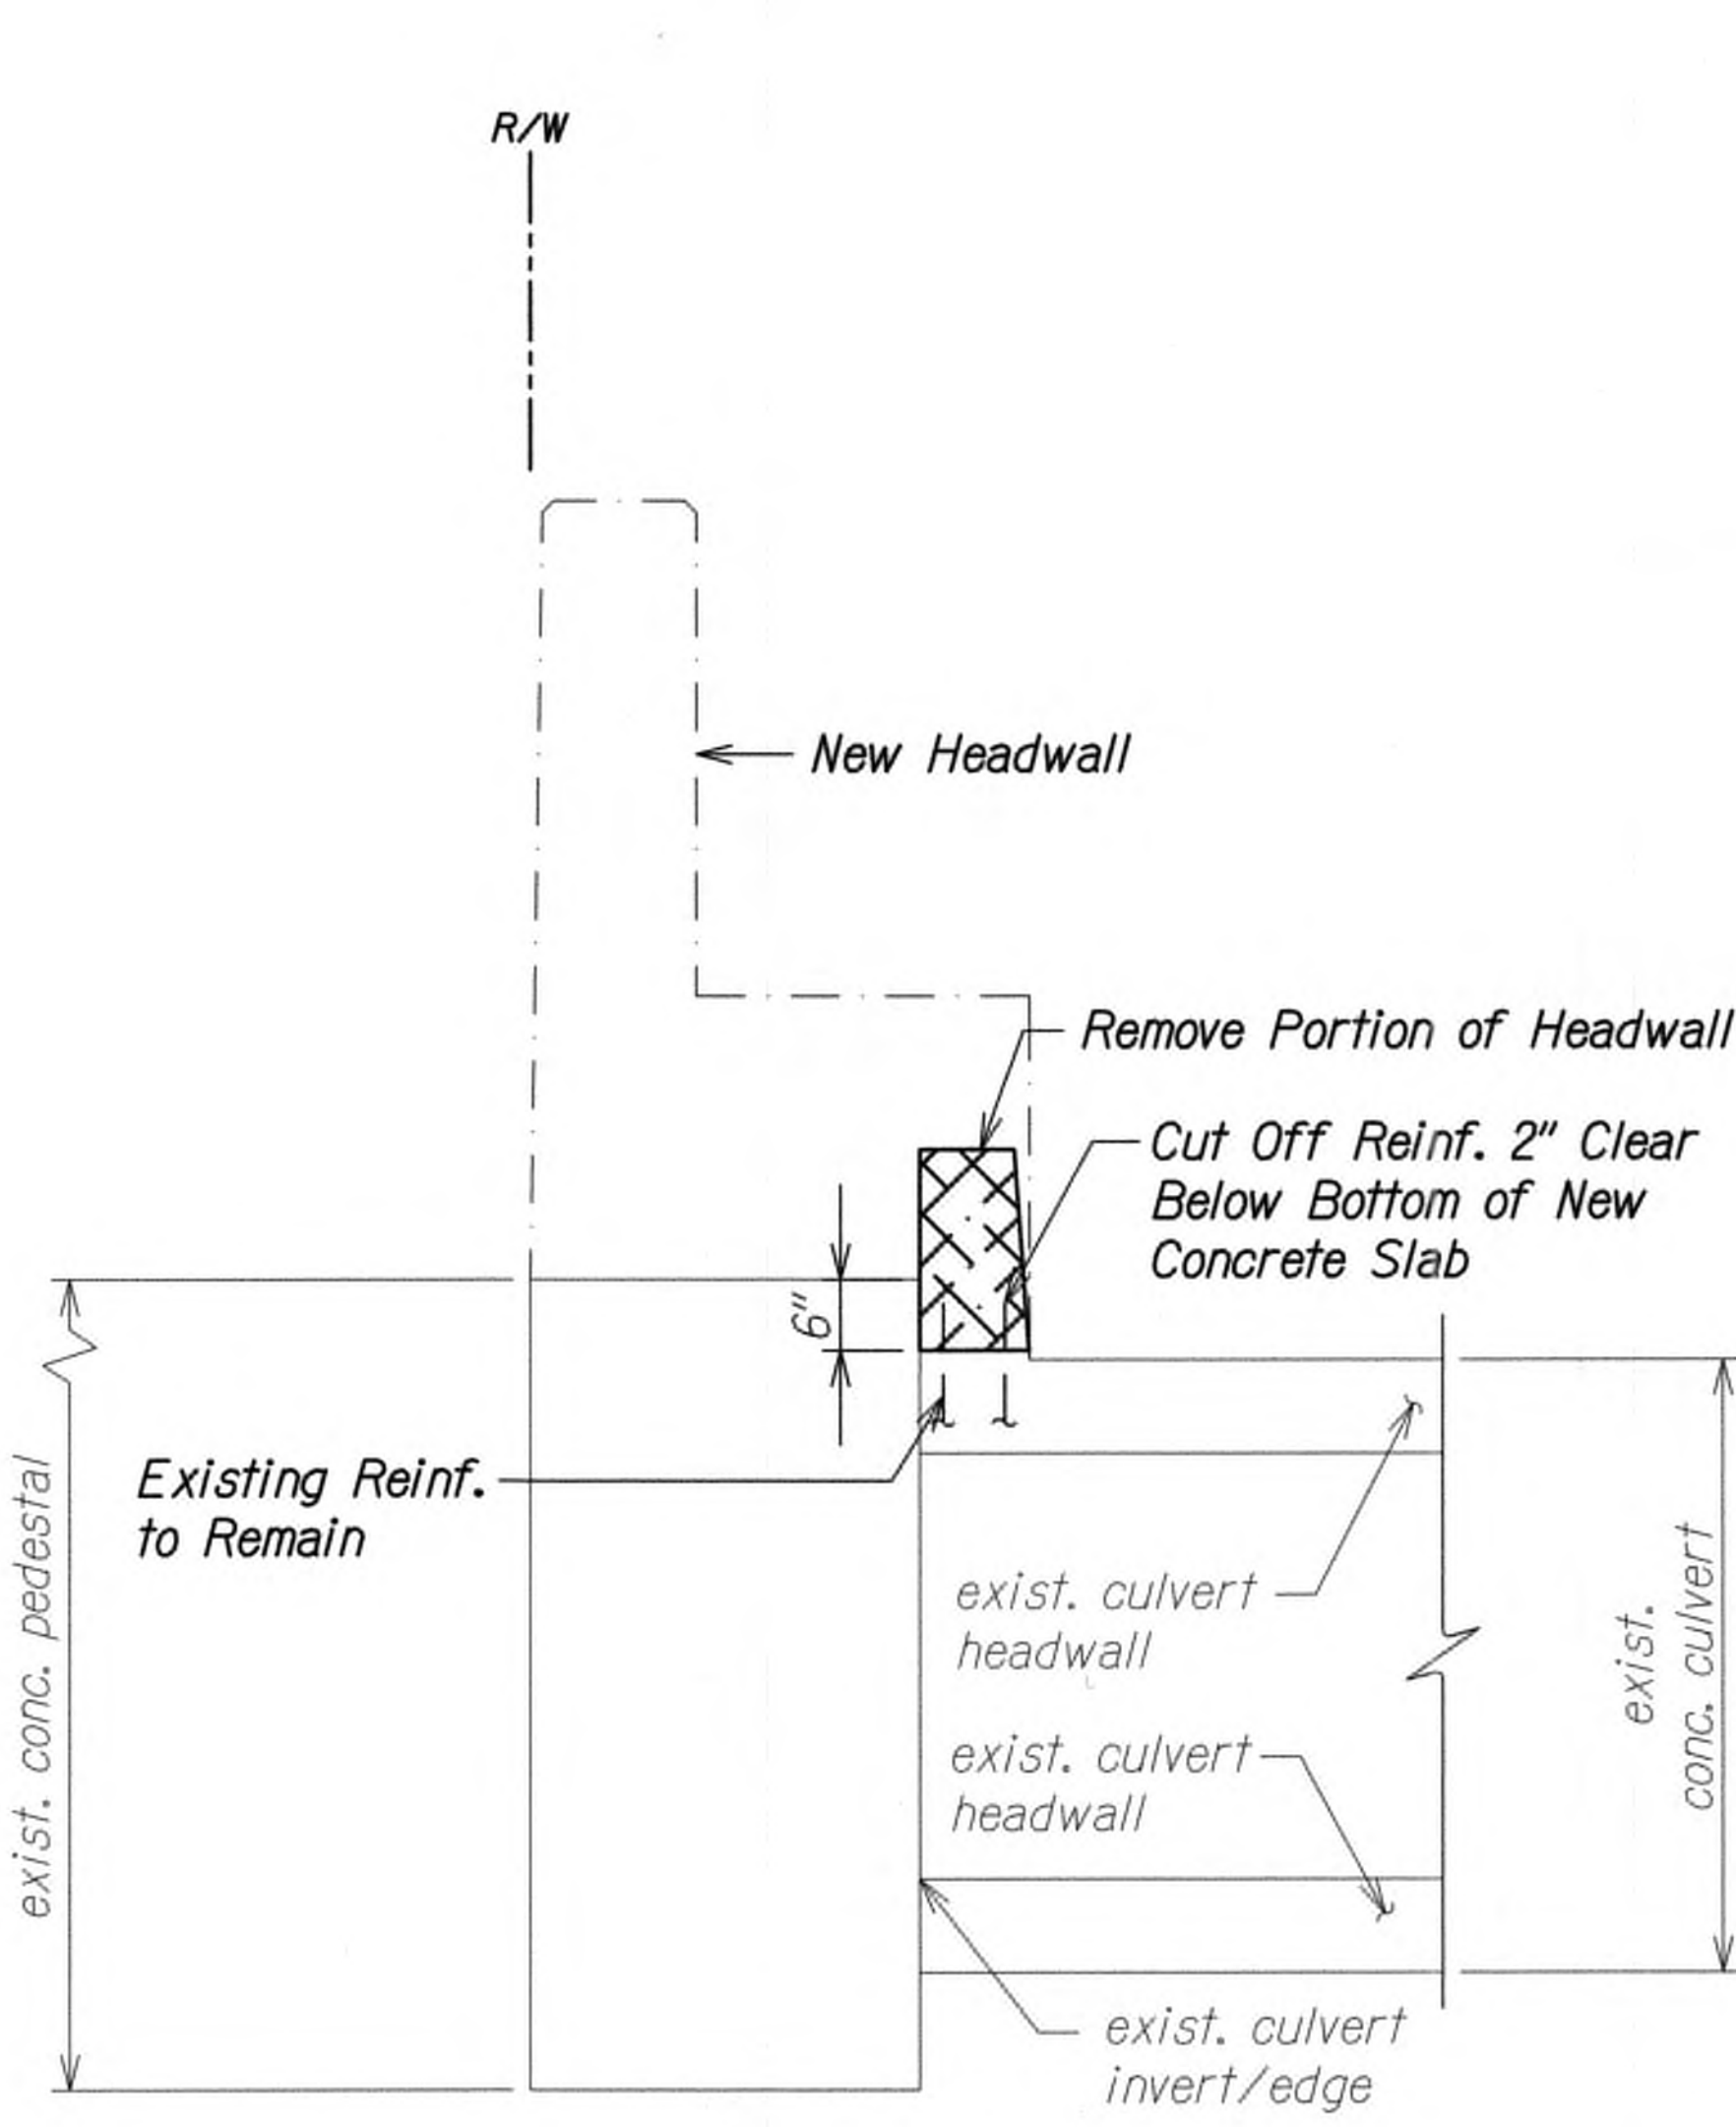 R/W
New Headwall
Remove Portion of Headwall
Cut Off Reinf. 2" Clear
Below Bottom of New
Concrete Slab
6"
Existing Reinf.
to Remain
exist. conc. pedestal
exist. culvert
headwall
exist. culvert
headwall
exist.
conc. culvert
exist. culvert
invert/edge